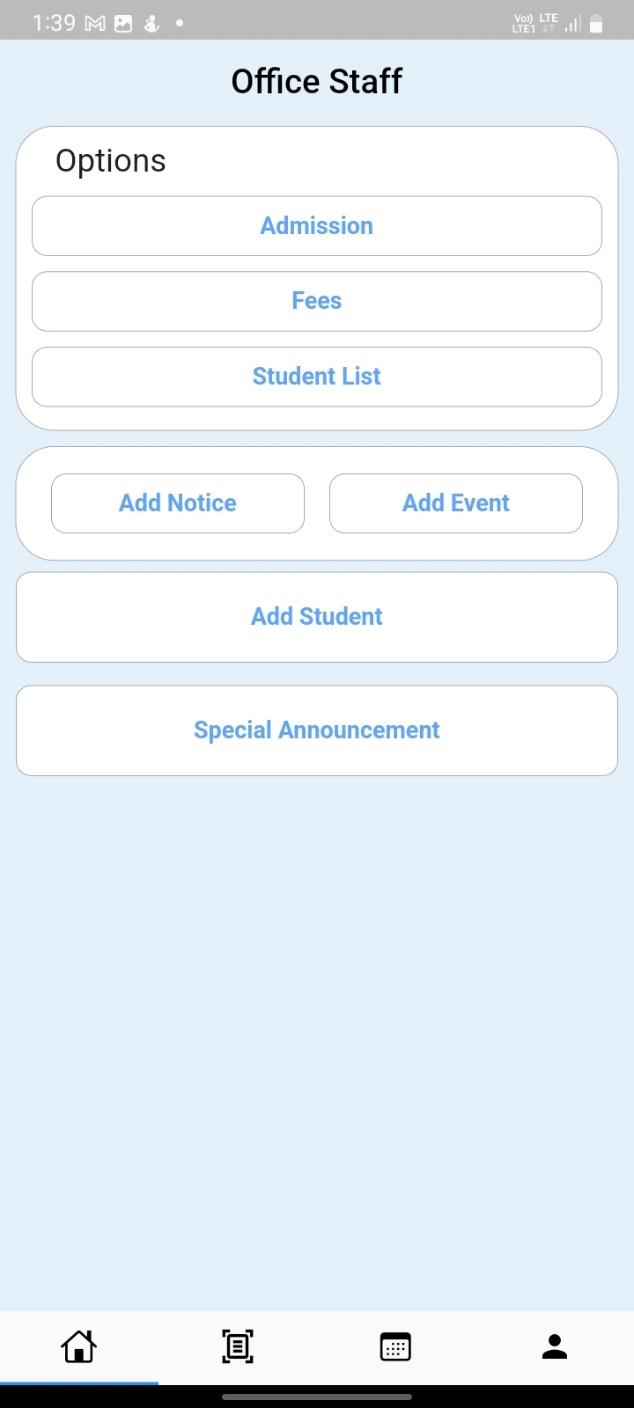 1:39
Vo)) LTE
LTE1
Office Staff
Options
Admission
Fees
Student List
Add Notice Add Event
Add Student
Special Announcement